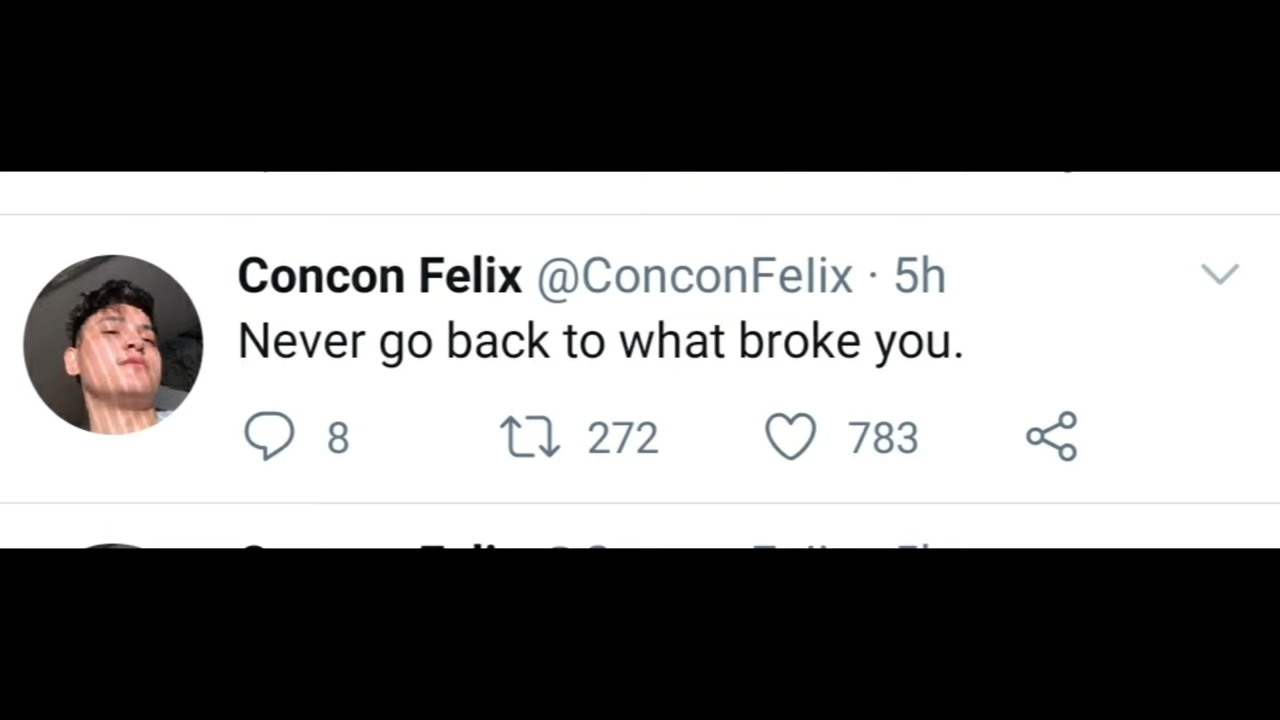 Concon Felix @ConconFelix · 5h
Never go back to what broke you.
8 272 783